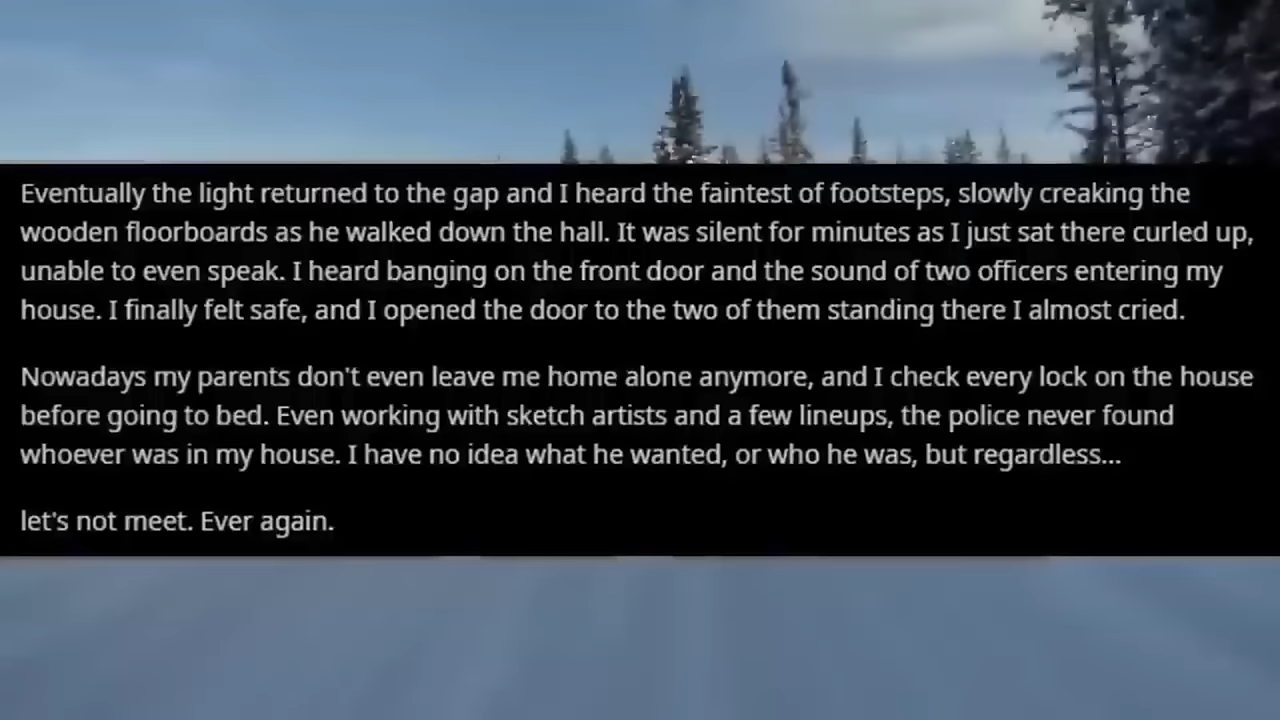 Eventually the light returned to the gap and I heard the faintest of footsteps, slowly creaking the
wooden floorboards as he walked down the hall. It was silent for minutes as I just sat there curled up,
unable to even speak. I heard banging on the front door and the sound of two officers entering my
house. I finally felt safe, and I opened the door to the two of them standing there I almost cried.
Nowadays my parents don't even leave me home alone anymore, and I check every lock on the house
before going to bed. Even working with sketch artists and a few lineups, the police never found
whoever was in my house. I have no idea what he wanted, or who he was, but regardless...
let's not meet. Ever again.